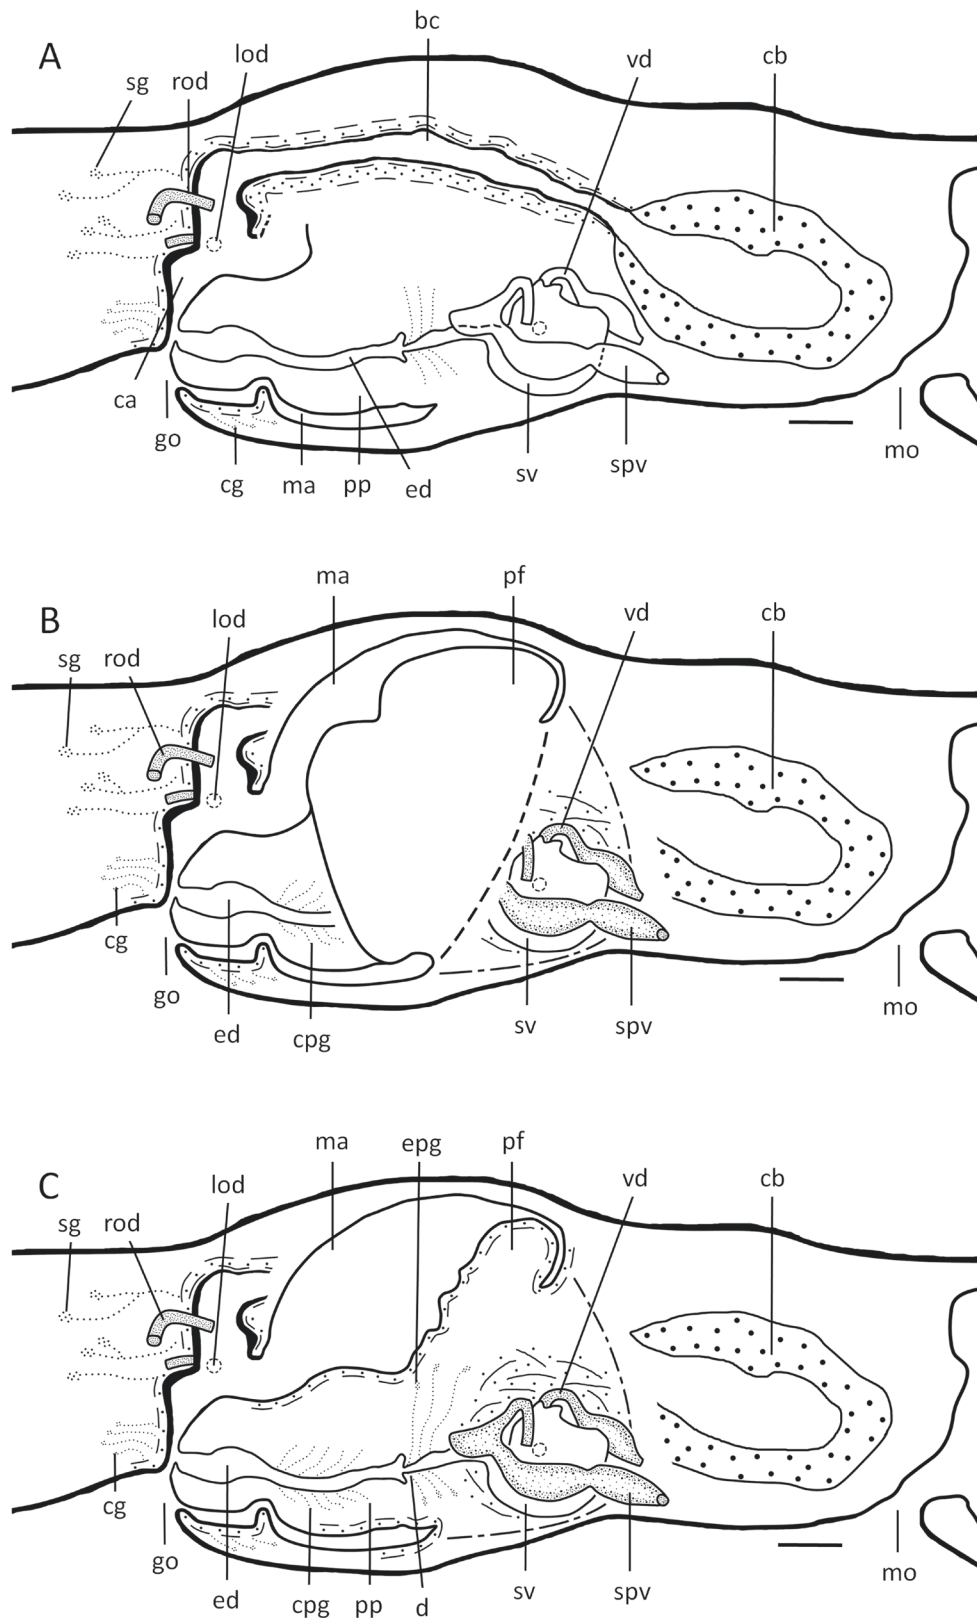 A
bc
lod
vd
cb
sg
rod
ca
go
cg
ma
pp
ed
sv
spv
mo
B
ma
pf
vd
cb
lod
sg
rod
cg
go
ed
cpg
sv
spv
mo
C
ma
epg
pf
vd
cb
lod
sg
rod
cg
go
ed
cpg
pp
d
sv
spv
mo